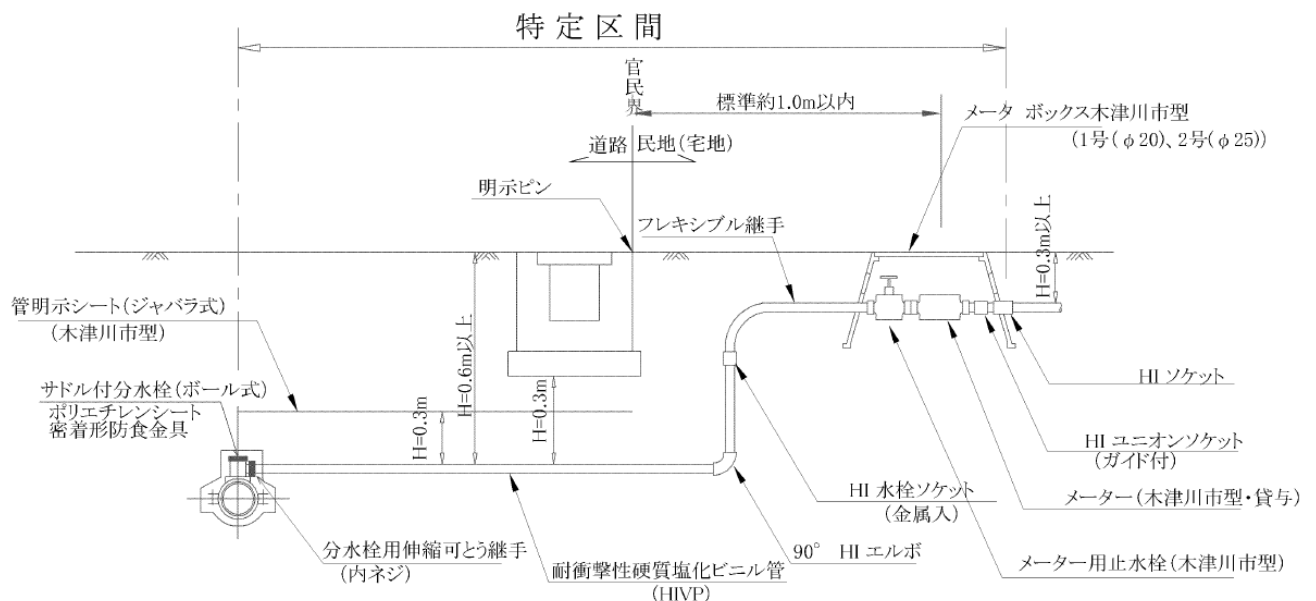 特定区間
官民界
標準約1.0m以内
メータ ボックス木津川市型
(1号(φ20)、2号(φ25))
道路 民地(宅地)
明示ピン
フレキシブル継手
H=0.3m以上
管明示シート(ジャバラ式)
(木津川市型)
H=0.6m以上
サドル付分水栓(ボール式)
ポリエチレンシート
密着形防食金具
H=0.3m
H=0.3m
HI ソケット
HI ユニオンソケット
(ガイド付)
HI 水栓ソケット
(金属入)
メーター(木津川市型・貸与)
分水栓用伸縮可とう継手
(内ネジ)
90° HI エルボ
メーター用止水栓(木津川市型)
耐衝撃性硬質塩化ビニル管
(HIVP)